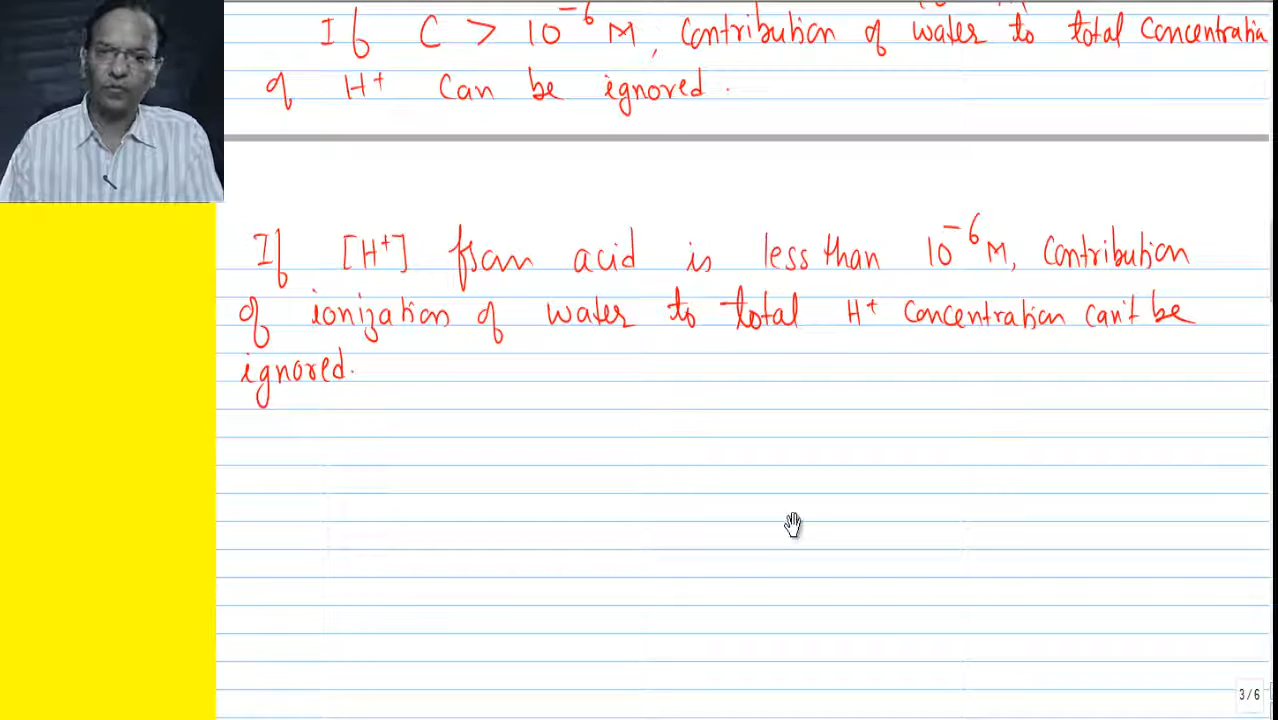 If C > 10⁻⁶ M, Contribution of water to total Concentratio
of H⁺ Can be ignored.
If [H⁺] from acid is less than 10⁻⁶ M, Contribution
of ionization of water to total H⁺ Concentration can't be
ignored.
3/6